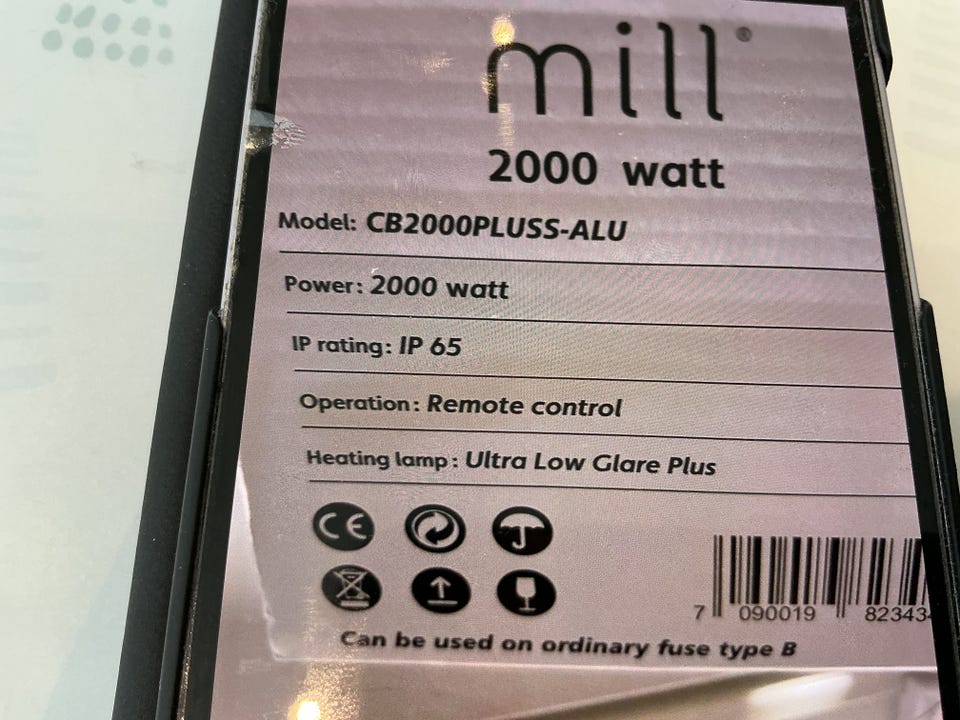 mill®
2000 watt
Model: CB2000PLUSS-ALU
Power: 2000 watt
IP rating: IP 65
Operation: Remote control
Heating lamp: Ultra Low Glare Plus
CE
7 090019 82343
Can be used on ordinary fuse type B